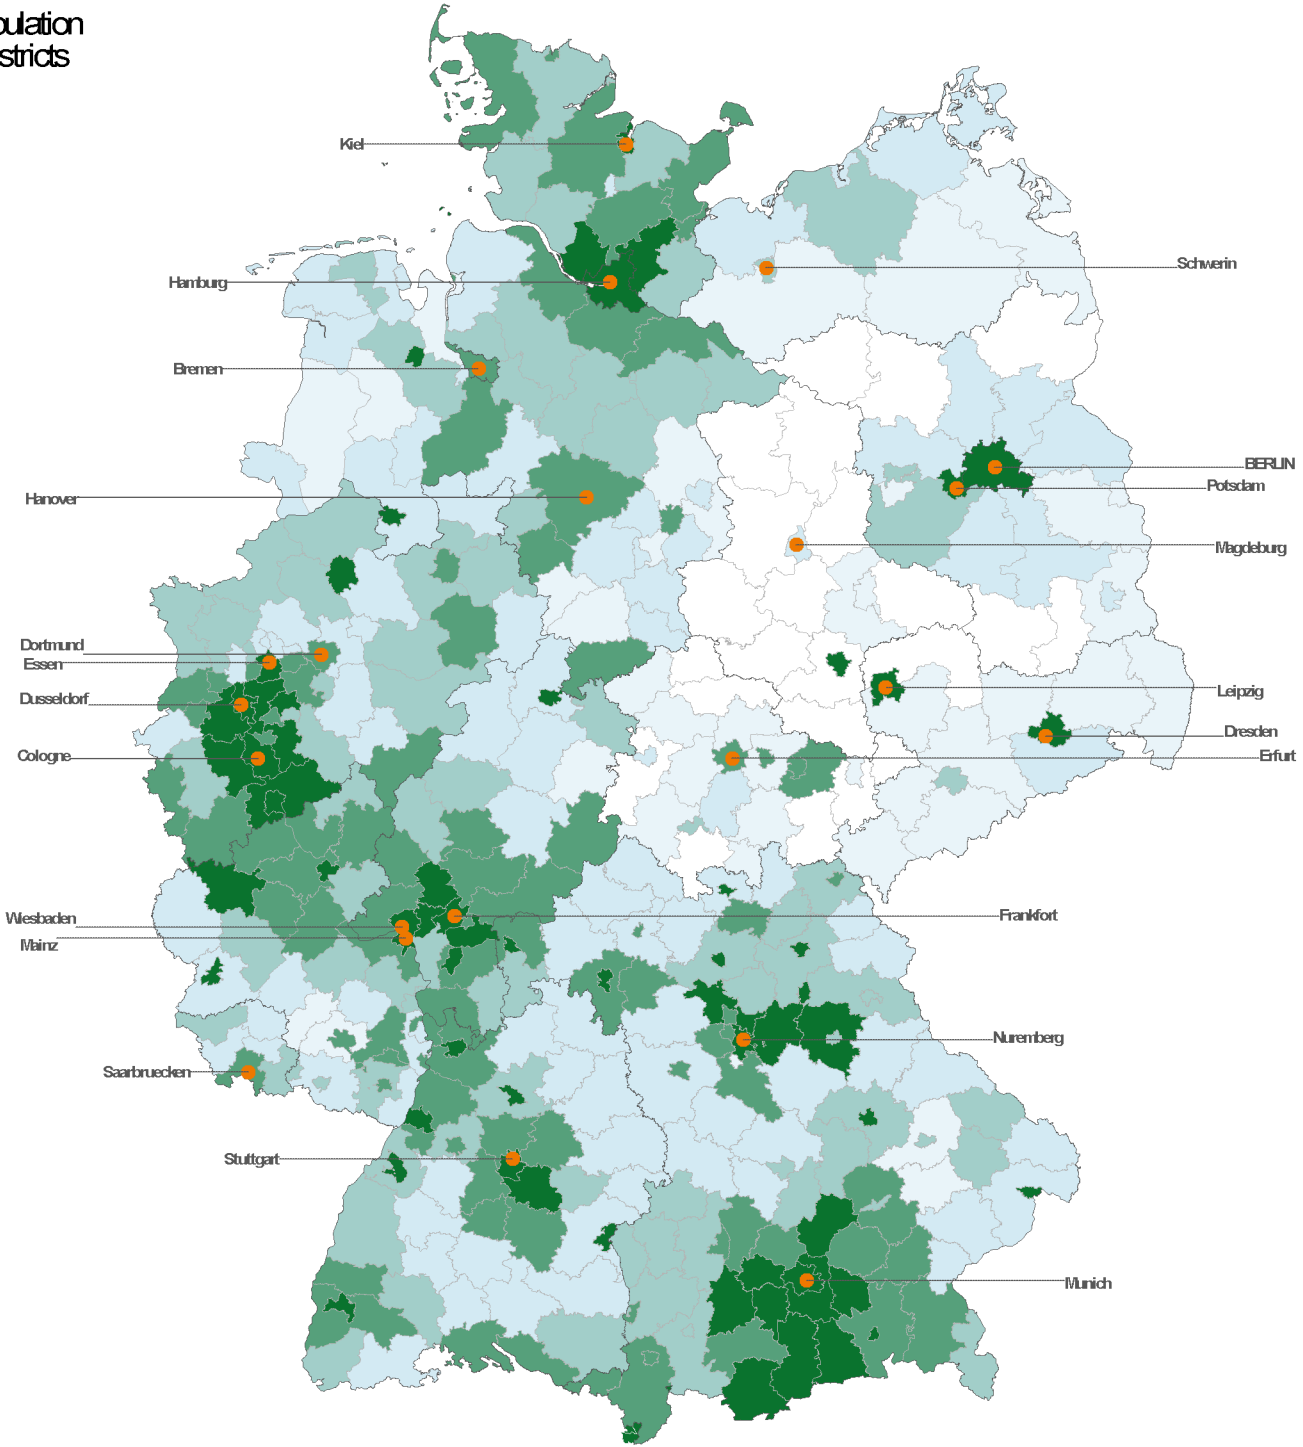 pulation
stricts
Kiel
Schwerin
Hamburg
Bremen
BERLIN
Potsdam
Hanover
Magdeburg
Dortmund
Essen
Dusseldorf
Leipzig
Dresden
Cologne
Erfurt
Wiesbaden
Frankfort
Mainz
Nuremberg
Saarbruecken
Stuttgart
Munich